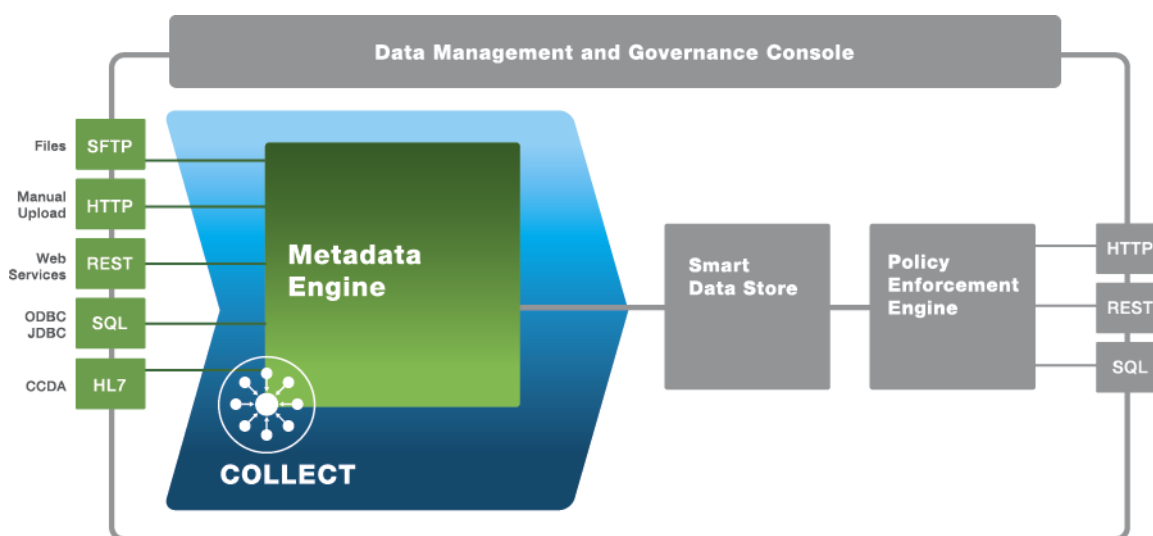 Data Management and Governance Console
Files
SFTP
Manual
Upload
HTTP
Web
Services
REST
ODBC
JDBC
SQL
CCDA
HL7
Metadata
Engine
COLLECT
Smart
Data Store
Policy
Enforcement
Engine
HTTP
REST
SQL